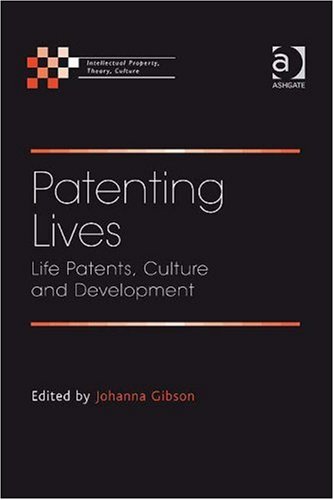 Intellectual Property,
Theory, Culture
ASHGATE
Patenting
Lives
Life Patents, Culture
and Development
Edited by Johanna Gibson